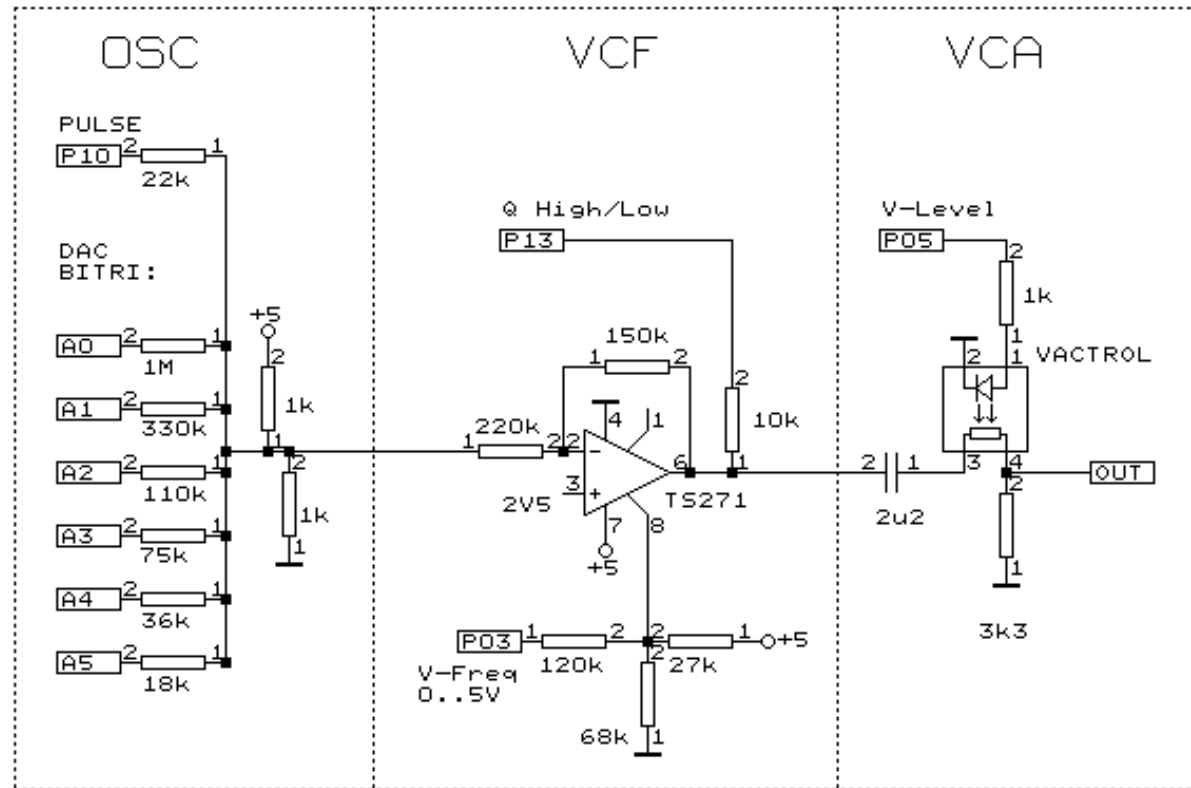 OSC
VCF
VCA
PULSE
P10
2
1
22k
DAC
BITRI:
A0
2
1
1M
A1
2
1
330k
A2
2
1
110k
A3
2
1
75k
A4
2
1
36k
A5
2
1
18k
+5
2
1k
1
2
1k
1
Q High/Low
P13
150k
1
2
220k
1
2
2
-
3
+
2V5
4
1
6
TS271
7
+5
8
2
10k
1
P03
1
2
120k
V-Freq
0..5V
2
27k
1
+5
2
68k
1
V-Level
P05
2
1k
1
2
1
VACTROL
3
4
2
1
2u2
OUT
2
1
3k3